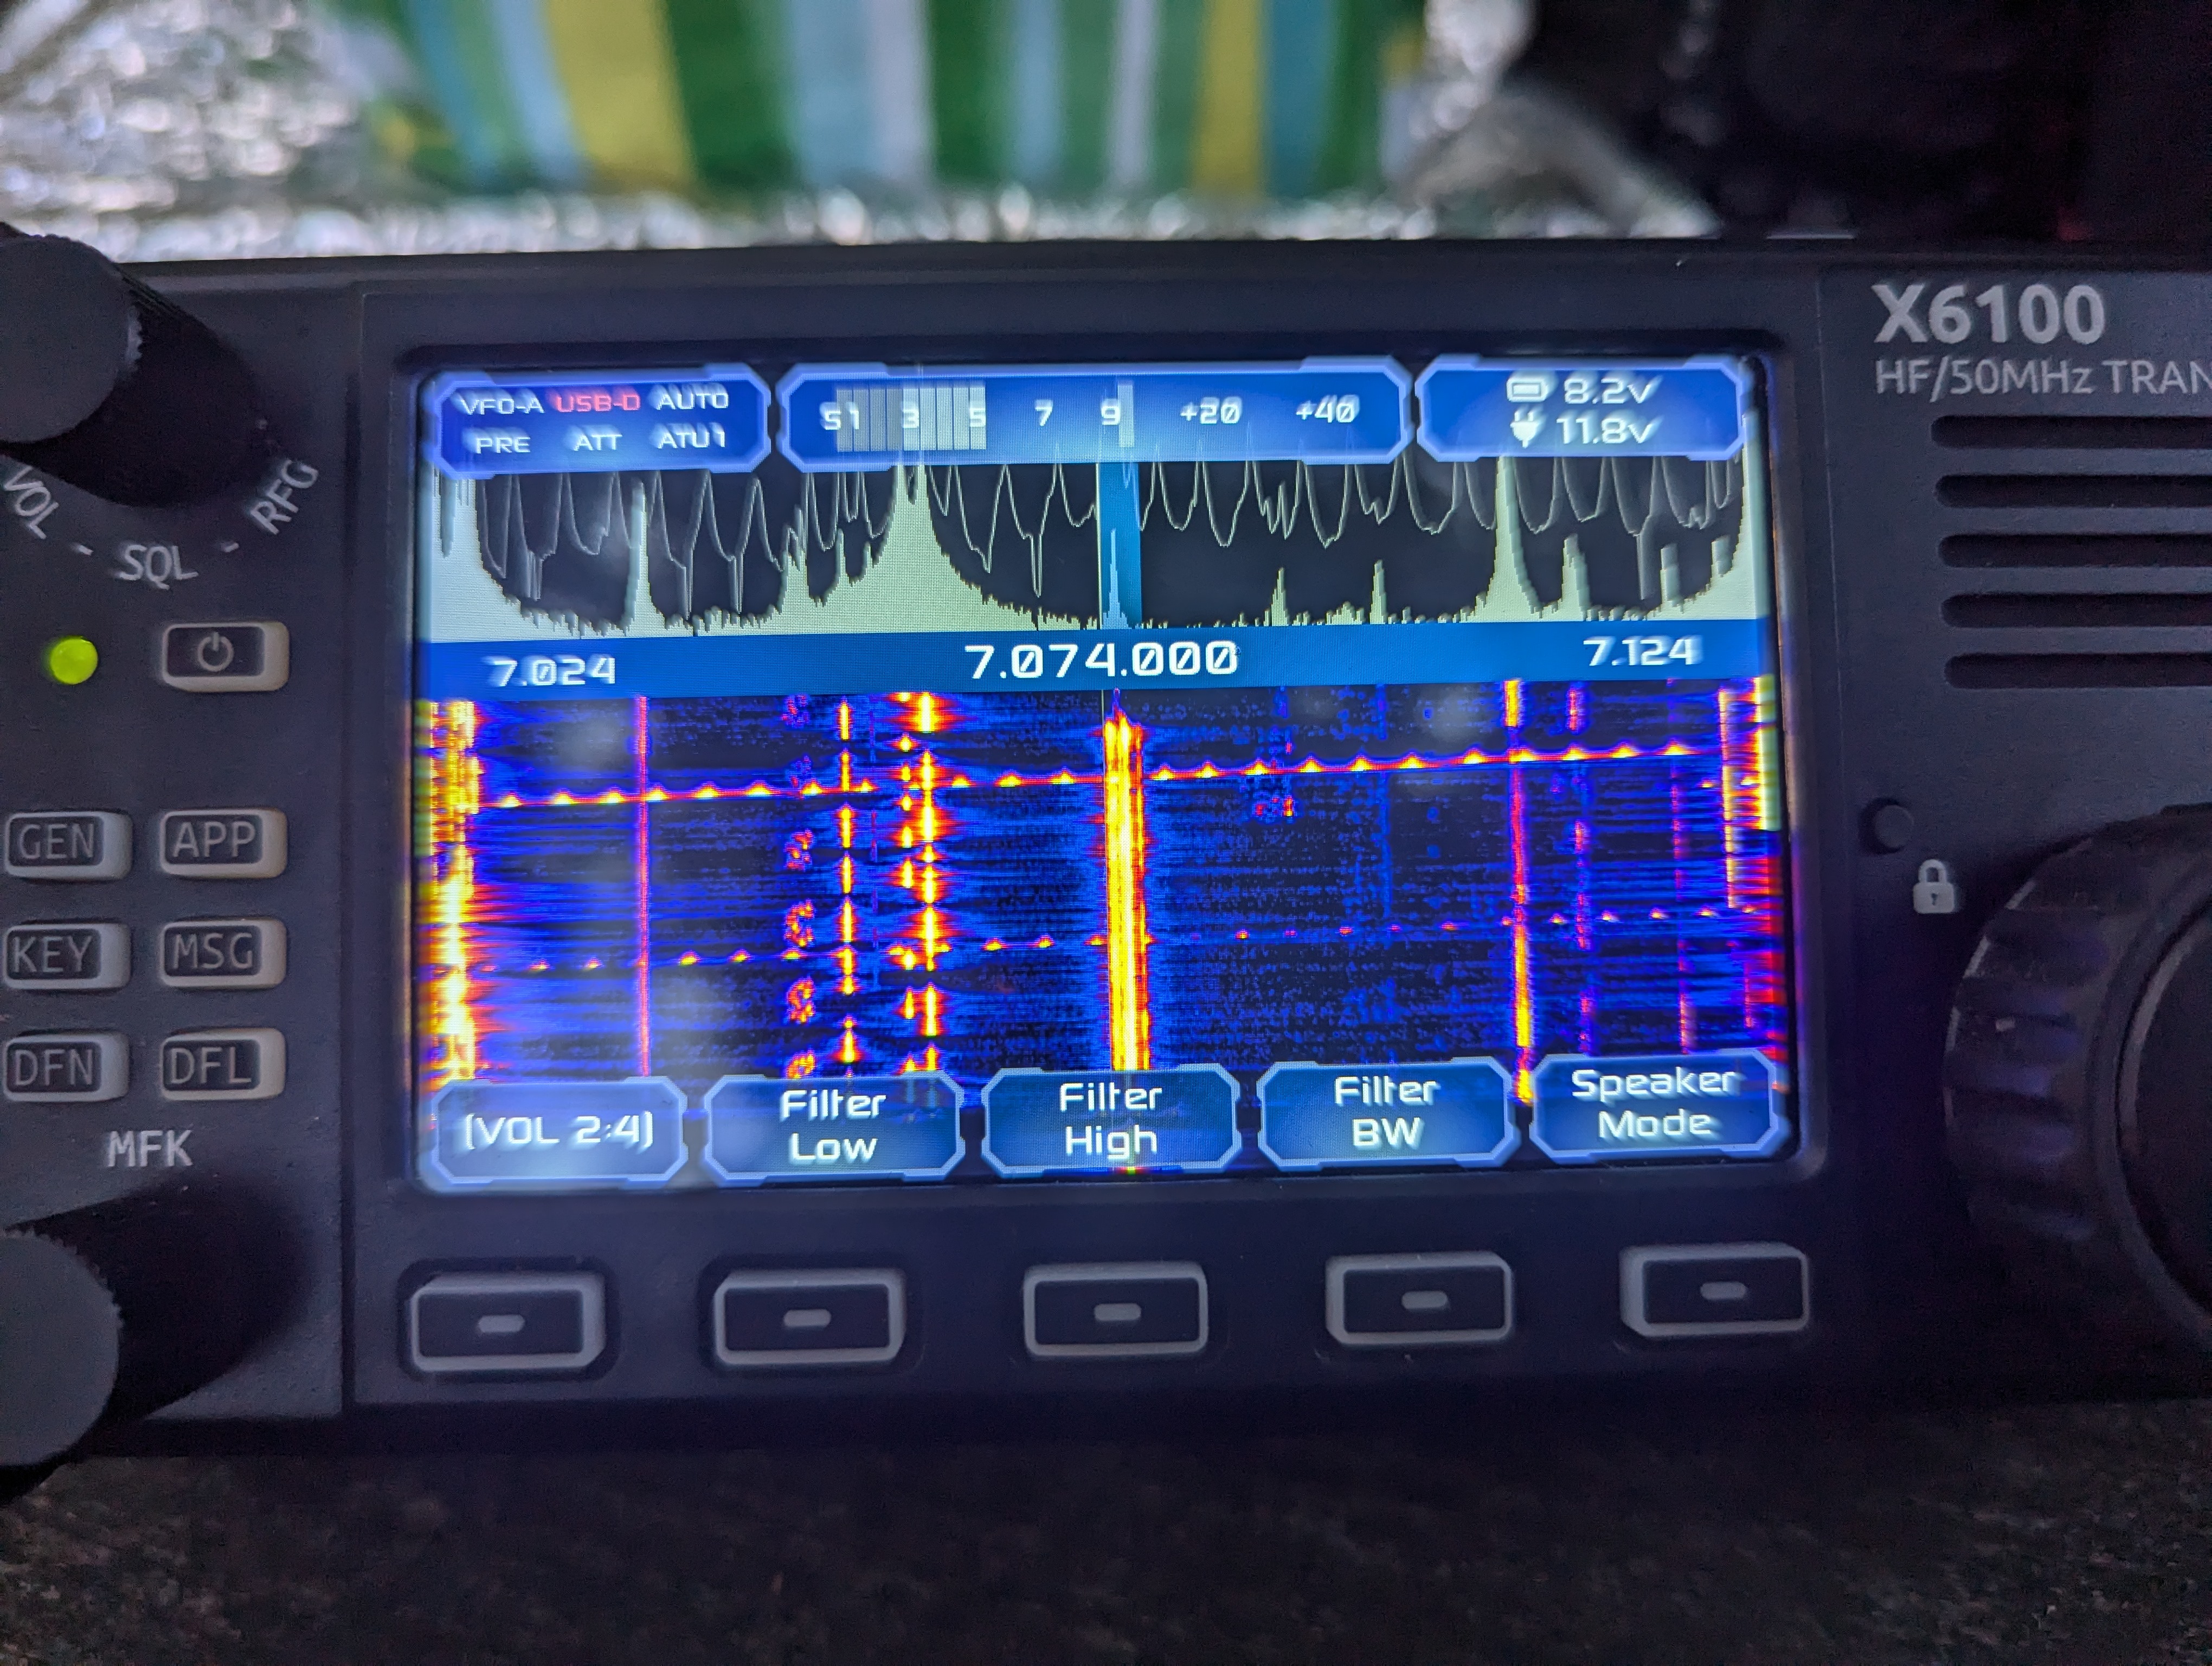 X6100
HF/50MHz TRAN
VFO-A USB-D AUTO
PRE ATT ATU1
S1 3 5 7 9 +20 +40
8.2V
11.8V
VOL - SQL - RFG
7.024 7.074.000 7.124
GEN APP
KEY MSG
DFN DFL
MFK
(VOL 2:4)
Filter
Low
Filter
High
Filter
BW
Speaker
Mode